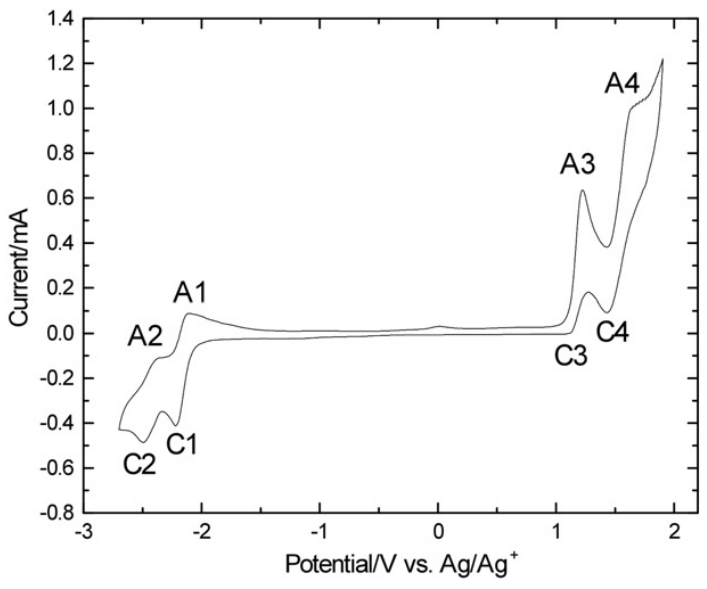 1.4
1.2
1.0
0.8
0.6
0.4
0.2
0.0
-0.2
-0.4
-0.6
-0.8
Current/mA
A4
A3
A1
A2
C3
C4
C1
C2
-3 -2 -1 0 1 2
Potential/V vs. Ag/Ag⁺